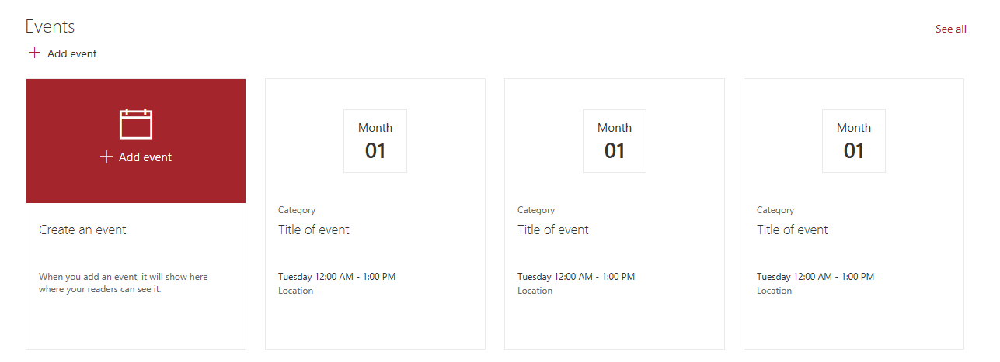 Events
See all
Add event
Add event
Create an event
When you add an event, it will show here
where your readers can see it.
Month
01
Category
Title of event
Tuesday 12:00 AM - 1:00 PM
Location
Month
01
Category
Title of event
Tuesday 12:00 AM - 1:00 PM
Location
Month
01
Category
Title of event
Tuesday 12:00 AM - 1:00 PM
Location